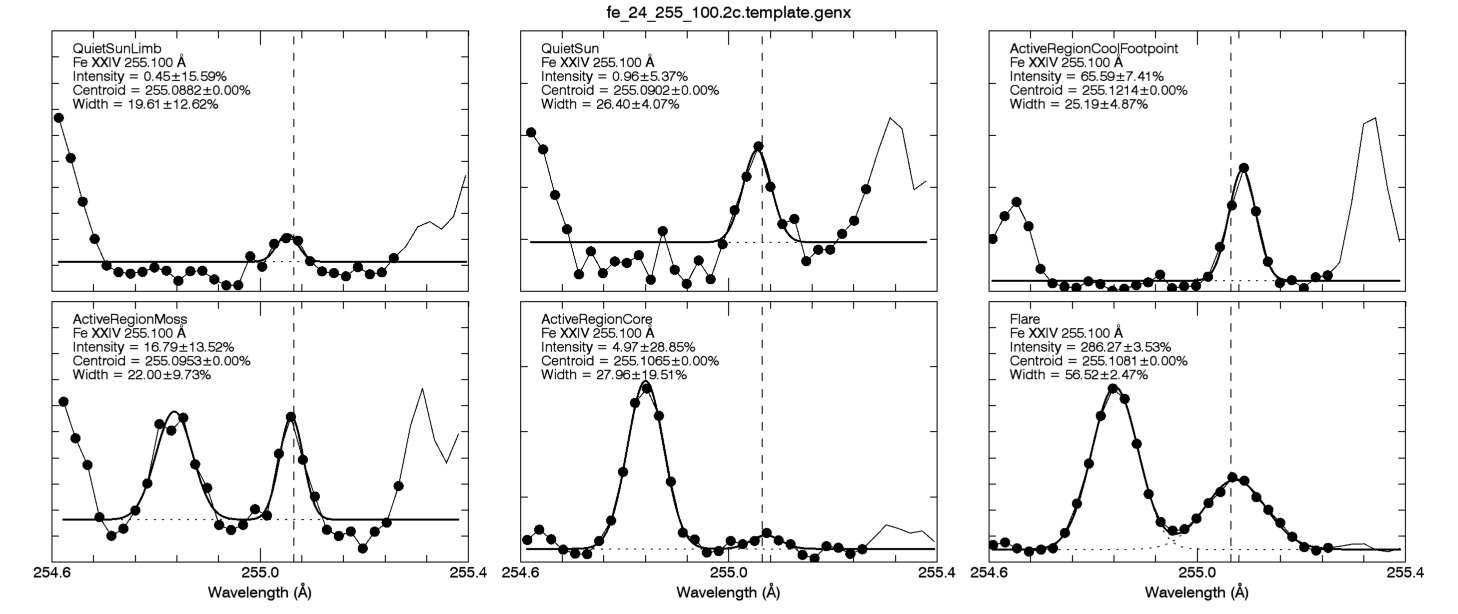 fe_24_255_100.2c.template.genx
QuietSunLimb
Fe XXIV 255.100 Å
Intensity = 0.45±15.59%
Centroid = 255.0882±0.00%
Width = 19.61±12.62%
QuietSun
Fe XXIV 255.100 Å
Intensity = 0.96±5.37%
Centroid = 255.0902±0.00%
Width = 26.40±4.07%
ActiveRegionCoolFootpoint
Fe XXIV 255.100 Å
Intensity = 65.59±7.41%
Centroid = 255.1214±0.00%
Width = 25.19±4.87%
ActiveRegionMoss
Fe XXIV 255.100 Å
Intensity = 16.79±13.52%
Centroid = 255.0953±0.00%
Width = 22.00±9.73%
ActiveRegionCore
Fe XXIV 255.100 Å
Intensity = 4.97±28.85%
Centroid = 255.1065±0.00%
Width = 27.96±19.51%
Flare
Fe XXIV 255.100 Å
Intensity = 286.27±3.53%
Centroid = 255.1081±0.00%
Width = 56.52±2.47%
254.6 255.0 255.4
Wavelength (Å)
254.6 255.0 255.4
Wavelength (Å)
254.6 255.0 255.4
Wavelength (Å)